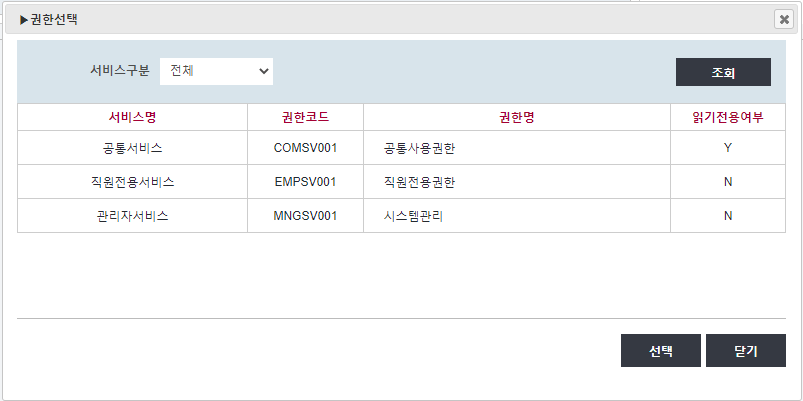 ▶권한선택
서비스구분 전체 조회
서비스명 권한코드 권한명 읽기전용여부
공통서비스 COMSV001 공통사용권한 Y
직원전용서비스 EMPSV001 직원전용권한 N
관리자서비스 MNGSV001 시스템관리 N
선택 닫기